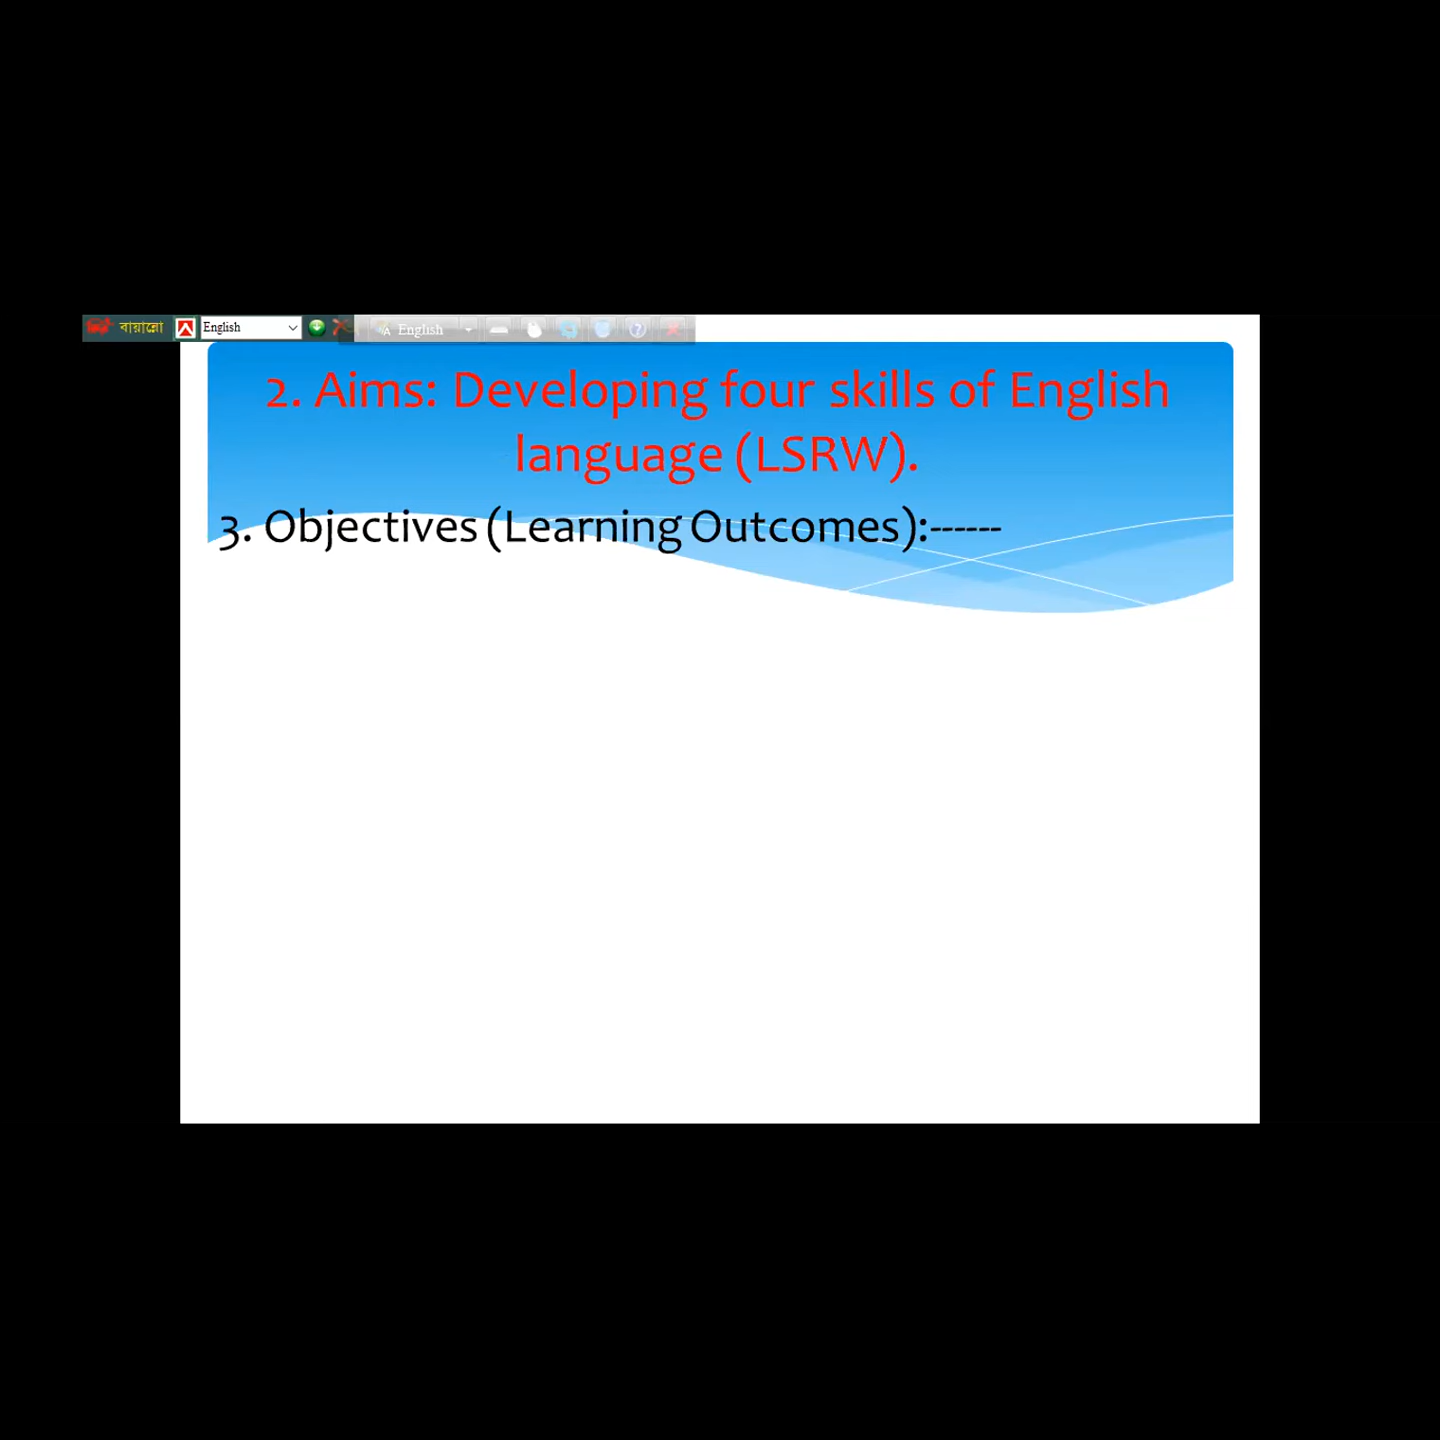 বায়ান্নো English English
2. Aims: Developing four skills of English
language (LSRW).
3. Objectives (Learning Outcomes):------